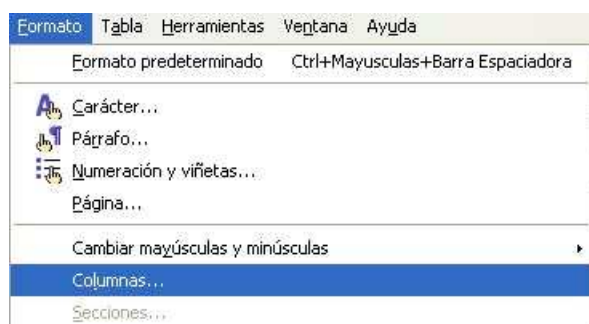 Formato Tabla Herramientas Ventana Ayuda
Formato predeterminado Ctrl+Mayusculas+Barra Espaciadora
Carácter...
Párrafo...
Numeración y viñetas...
Página...
Cambiar mayúsculas y minúsculas
Columnas...
Secciones...